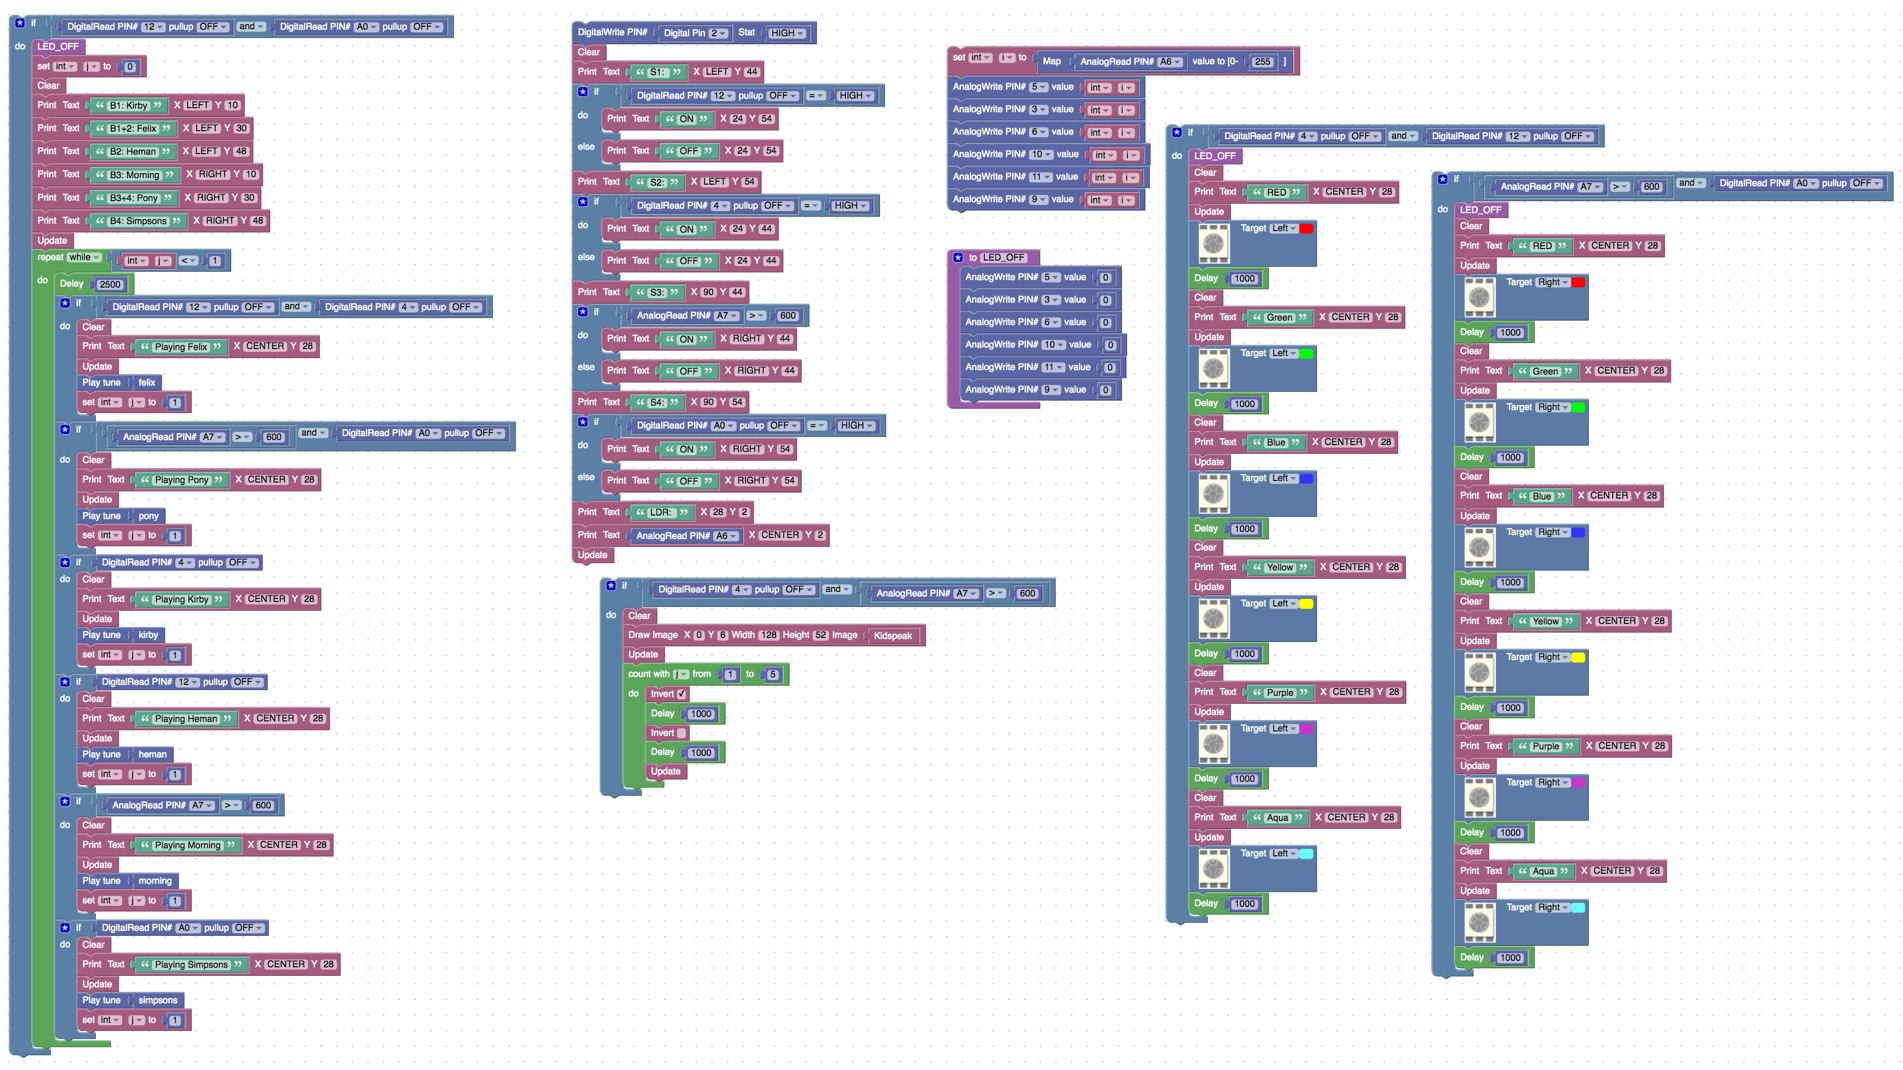 if DigitalRead PIN# 12 pullup OFF and DigitalRead PIN# A0 pullup OFF
do LED_OFF
set int j to 0
Clear
Print Text “ B1: Kirby ” X LEFT Y 10
Print Text “ B1+2: Felix ” X LEFT Y 30
Print Text “ B2: Heman ” X LEFT Y 48
Print Text “ B3: Morning ” X RIGHT Y 10
Print Text “ B3+4: Pony ” X RIGHT Y 30
Print Text “ B4: Simpsons ” X RIGHT Y 48
Update
repeat while int j < 1
do Delay 2500
if DigitalRead PIN# 12 pullup OFF and DigitalRead PIN# 4 pullup OFF
do Clear
Print Text “ Playing Felix ” X CENTER Y 28
Update
Play tune felix
set int j to 1
if AnalogRead PIN# A7 > 600 and DigitalRead PIN# A0 pullup OFF
do Clear
Print Text “ Playing Pony ” X CENTER Y 28
Update
Play tune pony
set int j to 1
if DigitalRead PIN# 4 pullup OFF
do Clear
Print Text “ Playing Kirby ” X CENTER Y 28
Update
Play tune kirby
set int j to 1
if DigitalRead PIN# 12 pullup OFF
do Clear
Print Text “ Playing Heman ” X CENTER Y 28
Update
Play tune heman
set int j to 1
if AnalogRead PIN# A7 > 600
do Clear
Print Text “ Playing Morning ” X CENTER Y 28
Update
Play tune morning
set int j to 1
if DigitalRead PIN# A0 pullup OFF
do Clear
Print Text “ Playing Simpsons ” X CENTER Y 28
Update
Play tune simpsons
set int j to 1
DigitalWrite PIN# Digital Pin 2 Stat HIGH
Clear
Print Text “ S1: ” X LEFT Y 44
if DigitalRead PIN# 12 pullup OFF = HIGH
do Print Text “ ON ” X 24 Y 54
else Print Text “ OFF ” X 24 Y 54
Print Text “ S2: ” X LEFT Y 54
if DigitalRead PIN# 4 pullup OFF = HIGH
do Print Text “ ON ” X 24 Y 44
else Print Text “ OFF ” X 24 Y 44
Print Text “ S3: ” X 90 Y 44
if AnalogRead PIN# A7 > 600
do Print Text “ ON ” X RIGHT Y 44
else Print Text “ OFF ” X RIGHT Y 44
Print Text “ S4: ” X 90 Y 54
if DigitalRead PIN# A0 pullup OFF = HIGH
do Print Text “ ON ” X RIGHT Y 54
else Print Text “ OFF ” X RIGHT Y 54
Print Text “ LDR: ” X 28 Y 2
Print Text AnalogRead PIN# A6 X CENTER Y 2
Update
if DigitalRead PIN# 4 pullup OFF and AnalogRead PIN# A7 > 600
do Clear
Draw Image X 0 Y 6 Width 128 Height 52 Image Kidspeak
Update
count with j from 1 to 5
do Invert
Delay 1000
Invert
Delay 1000
Update
set int i to Map AnalogRead PIN# A6 value to [0- 255 ]
AnalogWrite PIN# 5 value int i
AnalogWrite PIN# 3 value int i
AnalogWrite PIN# 6 value int i
AnalogWrite PIN# 10 value int i
AnalogWrite PIN# 11 value int i
AnalogWrite PIN# 9 value int i
to LED_OFF
AnalogWrite PIN# 5 value 0
AnalogWrite PIN# 3 value 0
AnalogWrite PIN# 6 value 0
AnalogWrite PIN# 10 value 0
AnalogWrite PIN# 11 value 0
AnalogWrite PIN# 9 value 0
if DigitalRead PIN# 4 pullup OFF and DigitalRead PIN# 12 pullup OFF
do LED_OFF
Clear
Print Text “ RED ” X CENTER Y 28
Update
Target Left
Delay 1000
Clear
Print Text “ Green ” X CENTER Y 28
Update
Target Left
Delay 1000
Clear
Print Text “ Blue ” X CENTER Y 28
Update
Target Left
Delay 1000
Clear
Print Text “ Yellow ” X CENTER Y 28
Update
Target Left
Delay 1000
Clear
Print Text “ Purple ” X CENTER Y 28
Update
Target Left
Delay 1000
Clear
Print Text “ Aqua ” X CENTER Y 28
Update
Target Left
Delay 1000
if AnalogRead PIN# A7 > 600 and DigitalRead PIN# A0 pullup OFF
do LED_OFF
Clear
Print Text “ RED ” X CENTER Y 28
Update
Target Right
Delay 1000
Clear
Print Text “ Green ” X CENTER Y 28
Update
Target Right
Delay 1000
Clear
Print Text “ Blue ” X CENTER Y 28
Update
Target Right
Delay 1000
Clear
Print Text “ Yellow ” X CENTER Y 28
Update
Target Right
Delay 1000
Clear
Print Text “ Purple ” X CENTER Y 28
Update
Target Right
Delay 1000
Clear
Print Text “ Aqua ” X CENTER Y 28
Update
Target Right
Delay 1000